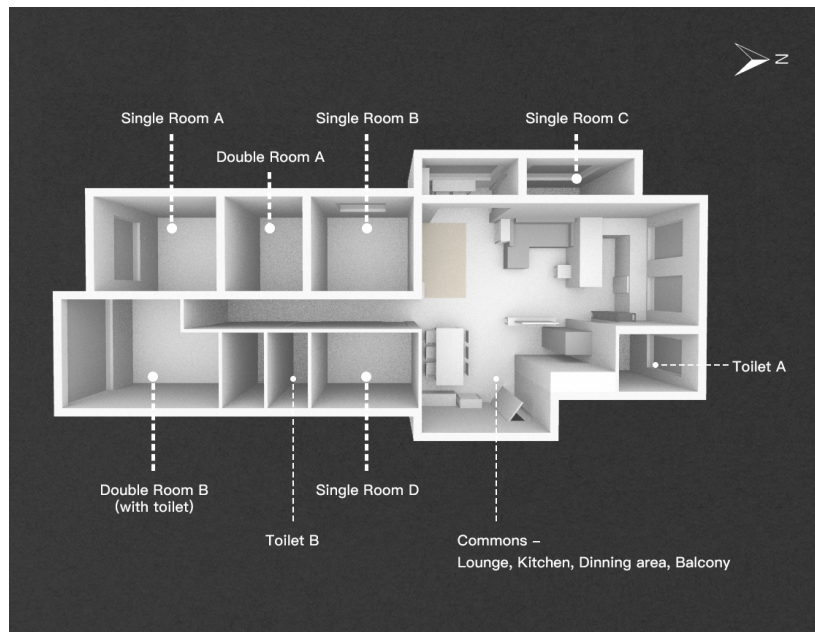 N
Single Room A
Single Room B
Single Room C
Double Room A
Toilet A
Double Room B
(with toilet)
Single Room D
Toilet B
Commons –
Lounge, Kitchen, Dinning area, Balcony